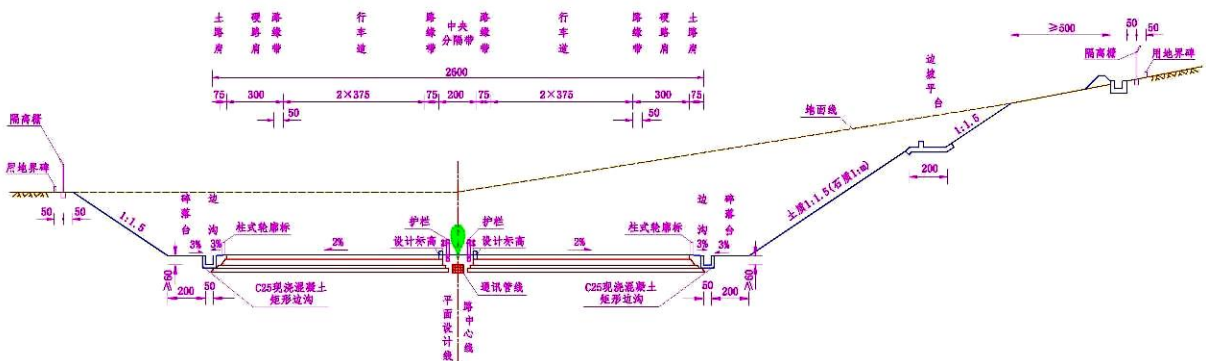 土路肩
硬路肩
路缘带
行车道
路缘带
中央分隔带
路缘带
行车道
路缘带
硬路肩
土路肩
2600
75
300
2×375
75
200
75
2×375
300
75
50
50
≥500
50
50
隔离栅
用地界碑
边坡平台
地面线
1:1.5
200
土质1:1.5(石质1:m)
隔离栅
用地界碑
50
50
1:1.5
碎落台
边沟
3%
3%
柱式轮廓标
2%
护栏
设计标高
护栏
设计标高
2%
柱式轮廓标
边沟
碎落台
3%
3%
≥60
200
50
C25现浇混凝土
矩形边沟
通讯管线
平面设计线
路中心线
C25现浇混凝土
矩形边沟
50
200
≥60